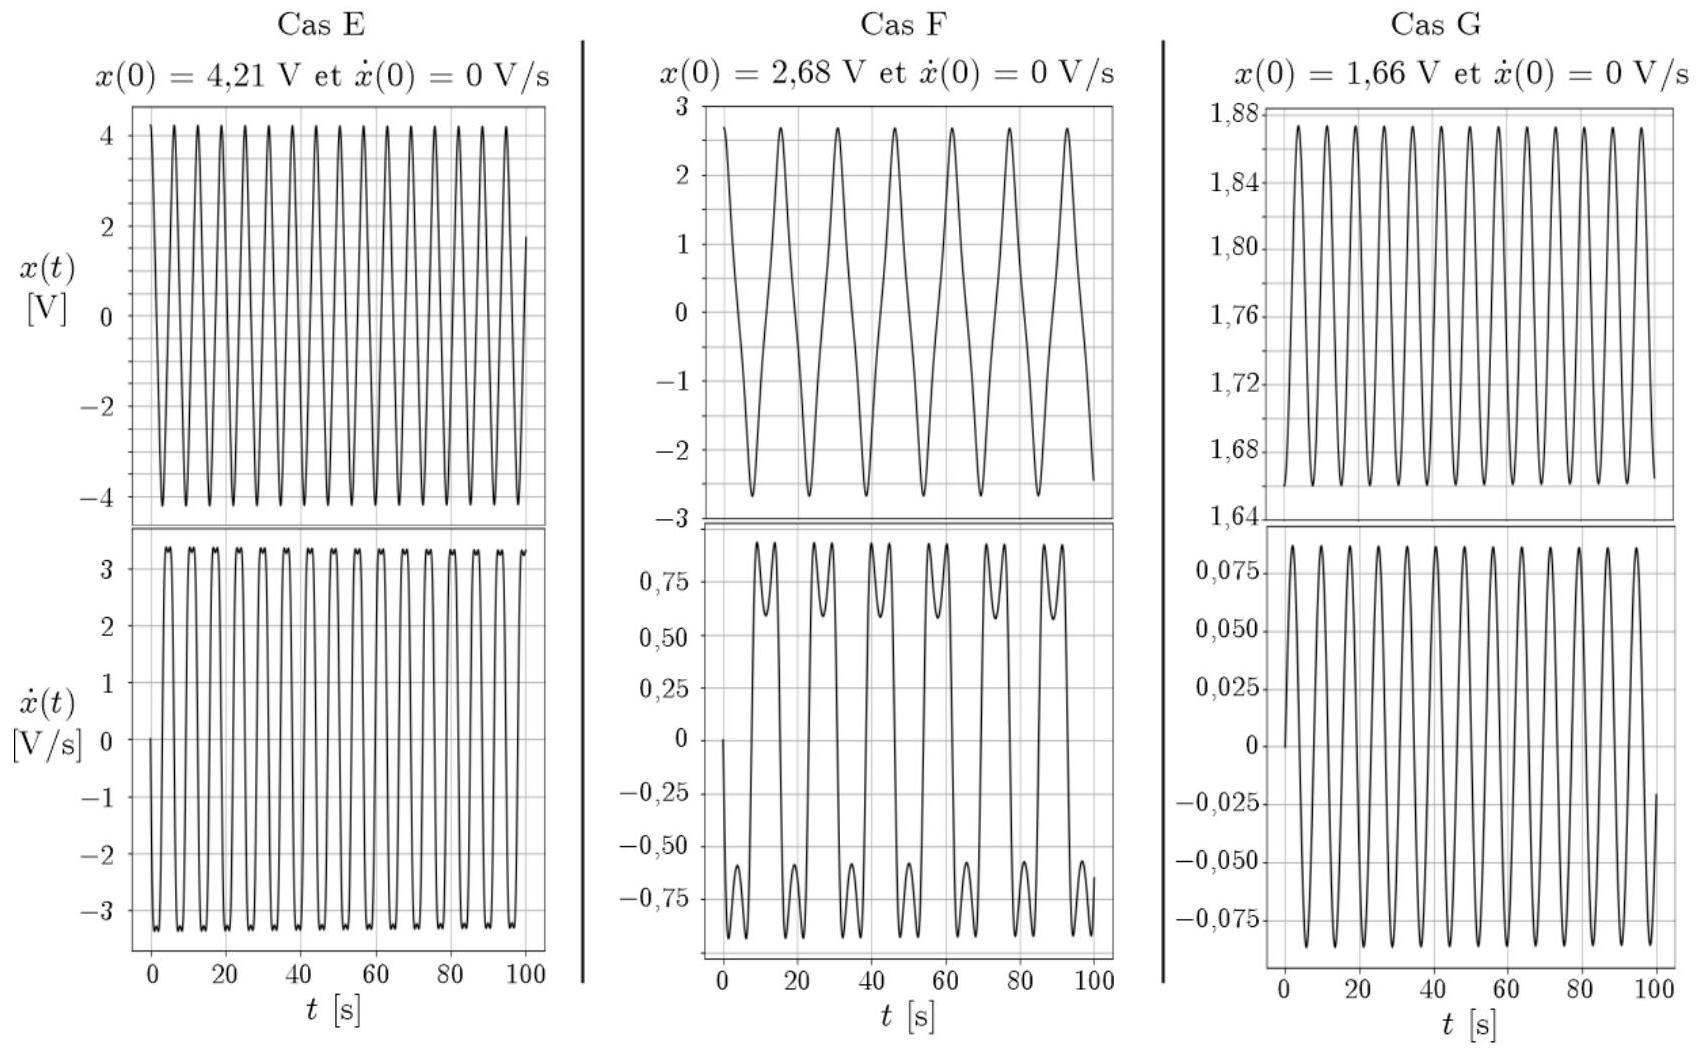 Cas E
x(0) = 4,21 V et ẋ(0) = 0 V/s
4
2
0
−2
−4
x(t)
[V]
3
2
1
0
−1
−2
−3
ẋ(t)
[V/s]
0 20 40 60 80 100
t [s]
Cas F
x(0) = 2,68 V et ẋ(0) = 0 V/s
3
2
1
0
−1
−2
−3
0,75
0,50
0,25
0
−0,25
−0,50
−0,75
0 20 40 60 80 100
t [s]
Cas G
x(0) = 1,66 V et ẋ(0) = 0 V/s
1,88
1,84
1,80
1,76
1,72
1,68
1,64
0,075
0,050
0,025
0
−0,025
−0,050
−0,075
0 20 40 60 80 100
t [s]